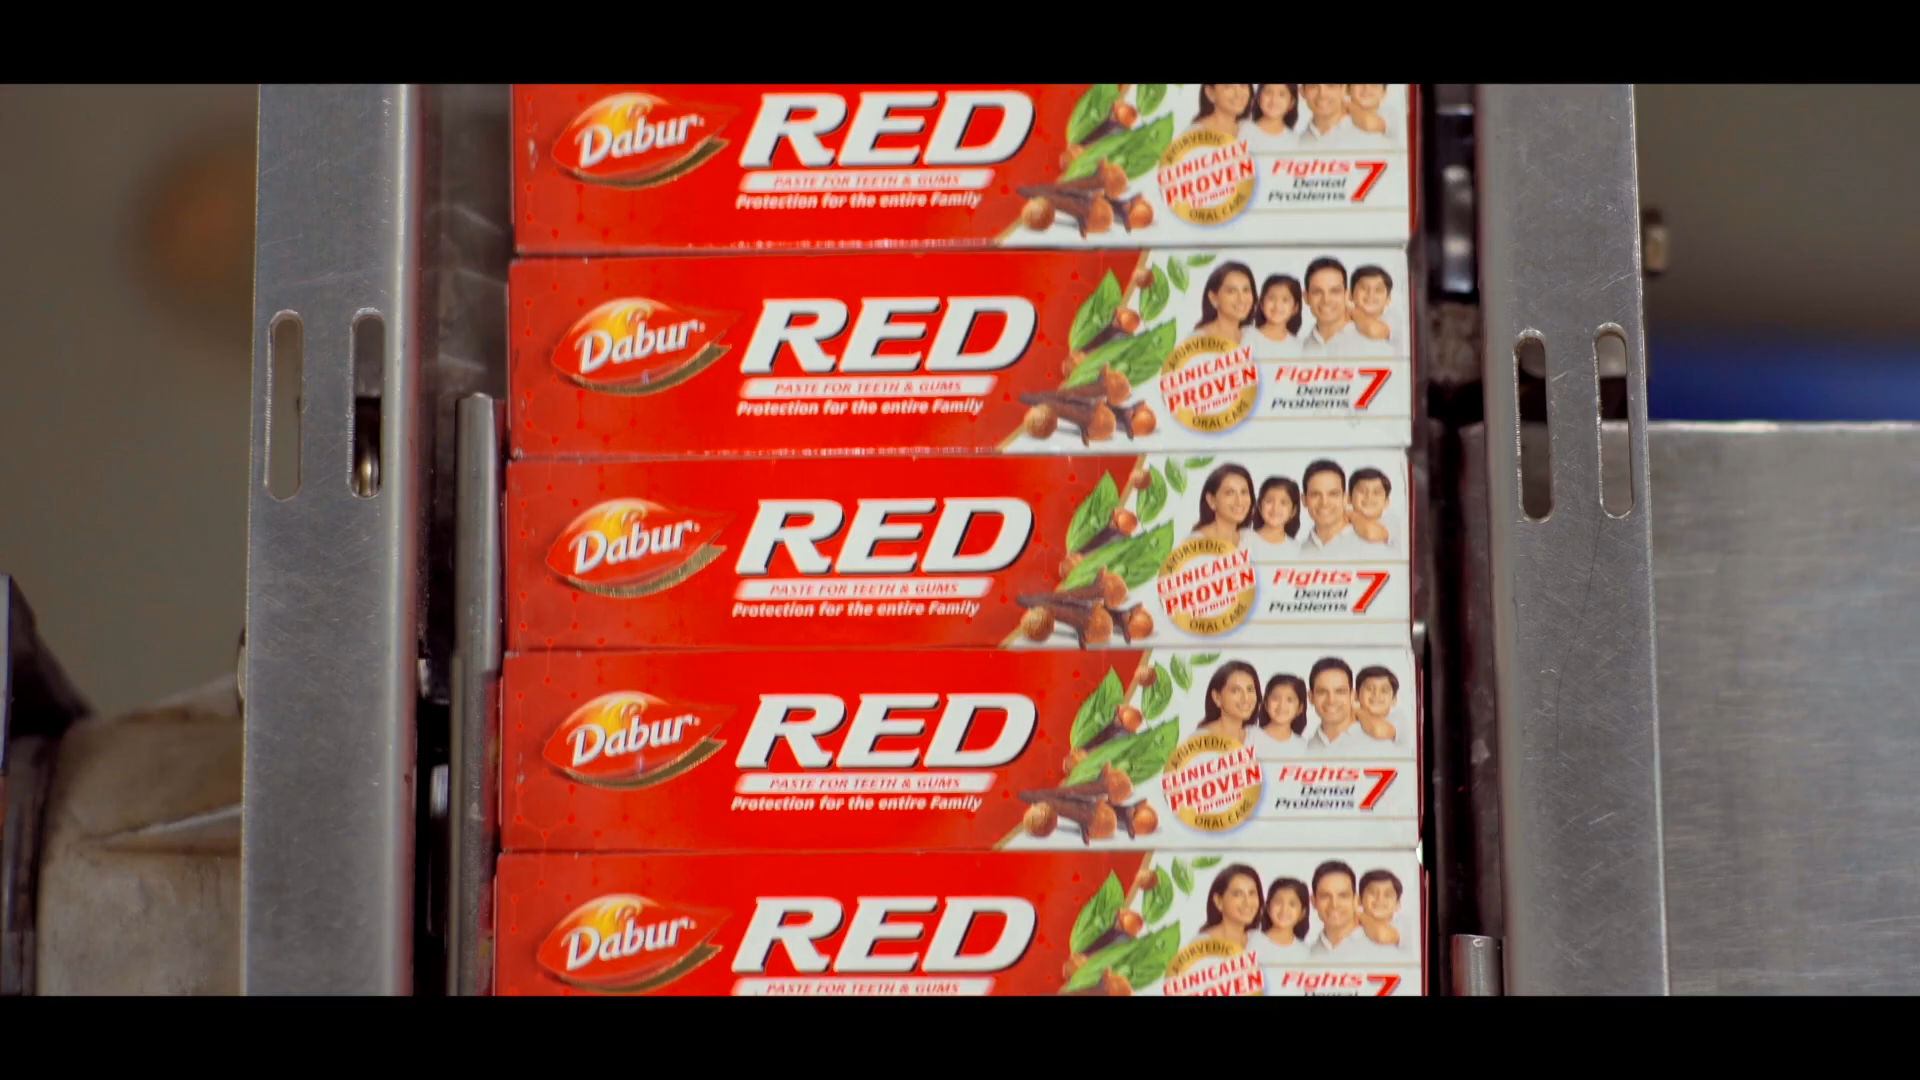 Dabur
RED
PASTE FOR TEETH & GUMS
Protection for the entire Family
AYURVEDIC
CLINICALLY
PROVEN
Formula
ORAL CARE
Fights 7
Dental
Problems
Dabur
RED
PASTE FOR TEETH & GUMS
Protection for the entire Family
AYURVEDIC
CLINICALLY
PROVEN
Formula
ORAL CARE
Fights 7
Dental
Problems
Dabur
RED
PASTE FOR TEETH & GUMS
Protection for the entire Family
AYURVEDIC
CLINICALLY
PROVEN
Formula
ORAL CARE
Fights 7
Dental
Problems
Dabur
RED
PASTE FOR TEETH & GUMS
Protection for the entire Family
AYURVEDIC
CLINICALLY
PROVEN
Formula
ORAL CARE
Fights 7
Dental
Problems
Dabur
RED
PASTE FOR TEETH & GUMS
AYURVEDIC
CLINICALLY
PROVEN
Fights 7
Dental